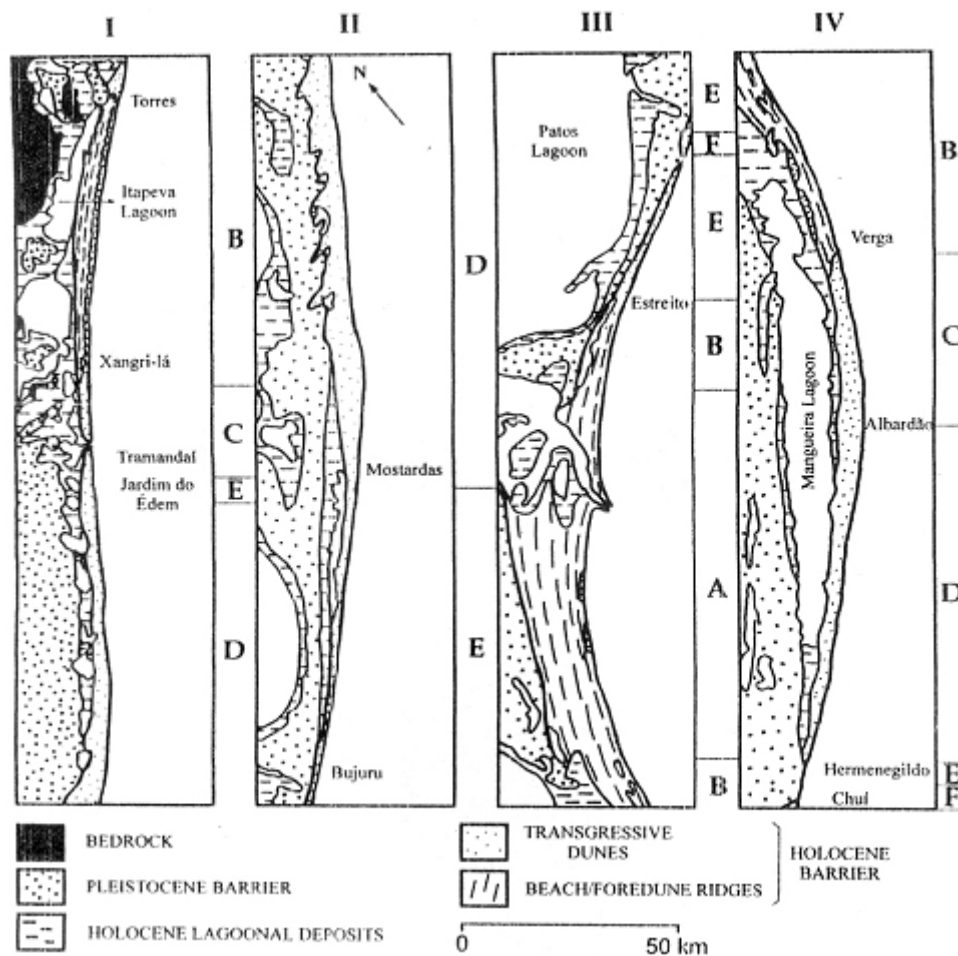 I
II
III
IV
Torres
Itapeva
Lagoon
Xangri-lá
Tramandaí
Jardim do
Édem
B
C
E
D
N
Mostardas
Bujuru
D
E
Patos
Lagoon
Estreito
E
F
E
B
A
B
Verga
Mangueira Lagoon
Albardão
Hermenegildo
Chuí
B
C
D
E
F
BEDROCK
PLEISTOCENE BARRIER
HOLOCENE LAGOONAL DEPOSITS
TRANSGRESSIVE
DUNES
BEACH/FOREDUNE RIDGES
HOLOCENE
BARRIER
0
50 km